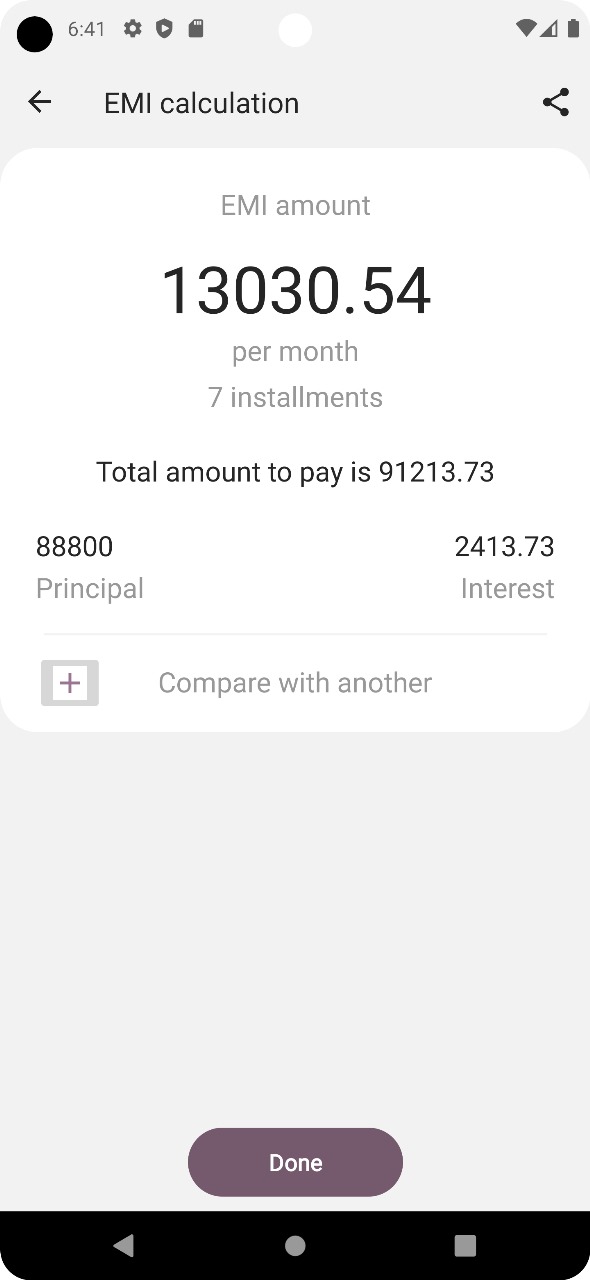 6:41
EMI calculation
EMI amount
13030.54
per month
7 installments
Total amount to pay is 91213.73
88800 2413.73
Principal Interest
Compare with another
Done